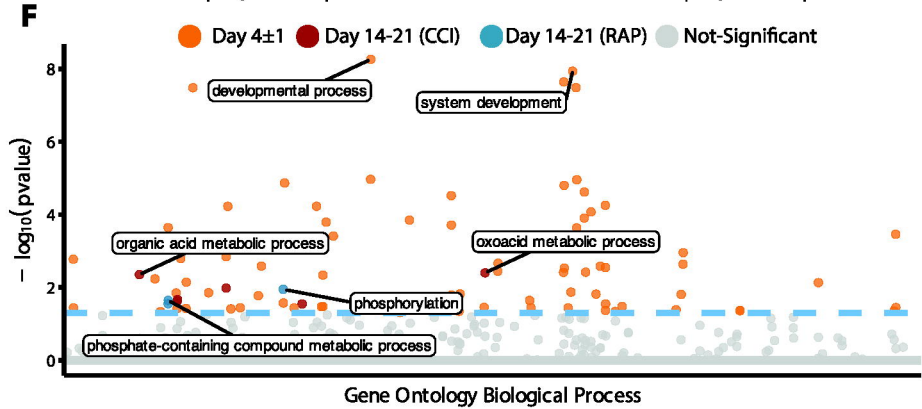 F
Day 4±1 Day 14-21 (CCI) Day 14-21 (RAP) Not-Significant
8
developmental process
system development
6
4
organic acid metabolic process
oxoacid metabolic process
2
phosphorylation
phosphate-containing compound metabolic process
0
− log10(pvalue)
Gene Ontology Biological Process